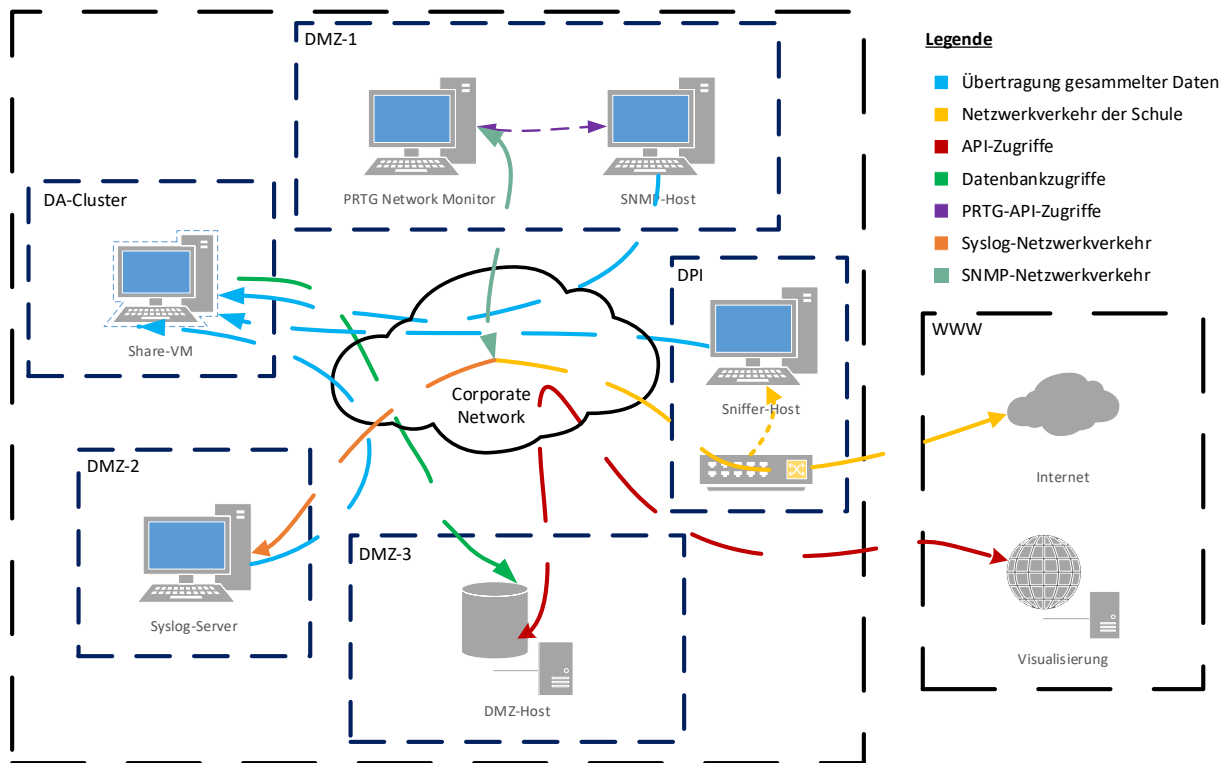 DMZ-1
PRTG Network Monitor
SNMP-Host
DA-Cluster
Share-VM
DPI
Sniffer-Host
Corporate
Network
DMZ-2
Syslog-Server
DMZ-3
DMZ-Host
Legende
Übertragung gesammelter Daten
Netzwerkverkehr der Schule
API-Zugriffe
Datenbankzugriffe
PRTG-API-Zugriffe
Syslog-Netzwerkverkehr
SNMP-Netzwerkverkehr
WWW
Internet
Visualisierung